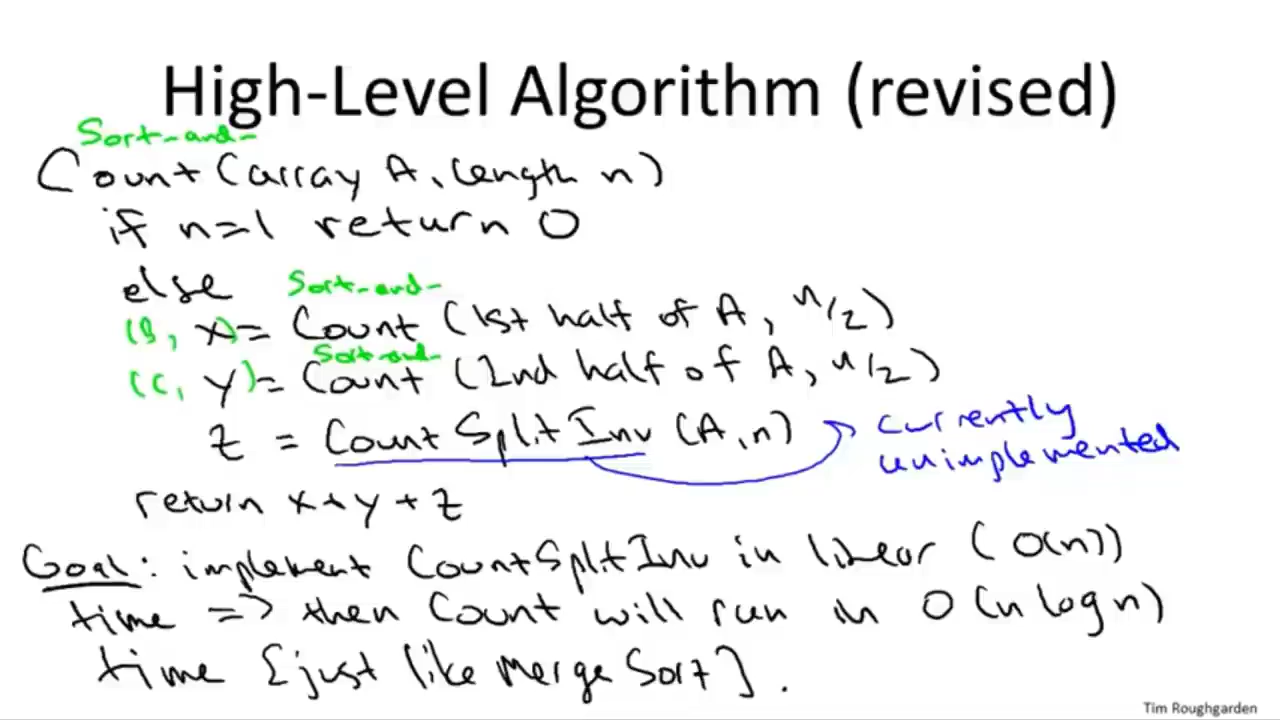 High-Level Algorithm (revised)
Sort-and-
Count (array A, length n)
if n=1 return 0
else
Sort-and-
(B, x) = Count (1st half of A, n/2)
Sort-and-
(C, y) = Count (2nd half of A, n/2)
z = CountSplitInv (A,n)
currently
unimplemented
return x+y+z
Goal: implement CountSplitInv in linear (O(n))
time => then Count will run in O(n log n)
time [just like Merge Sort].
Tim Roughgarden